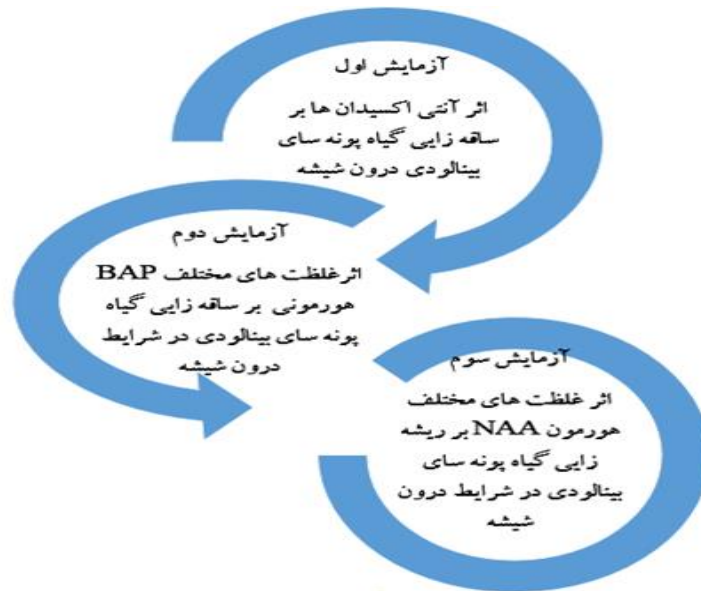 آزمایش اول
اثر آنتی اکسیدان ها بر
ساقه زایی گیاه پونه سای
بینالودی درون شیشه
آزمایش دوم
اثرغلظت های مختلف BAP
هورمونی بر ساقه زایی گیاه
پونه سای بینالودی در شرایط
درون شیشه
آزمایش سوم
اثر غلظت های مختلف
هورمون NAA بر ریشه
زایی گیاه پونه سای
بینالودی در شرایط درون
شیشه